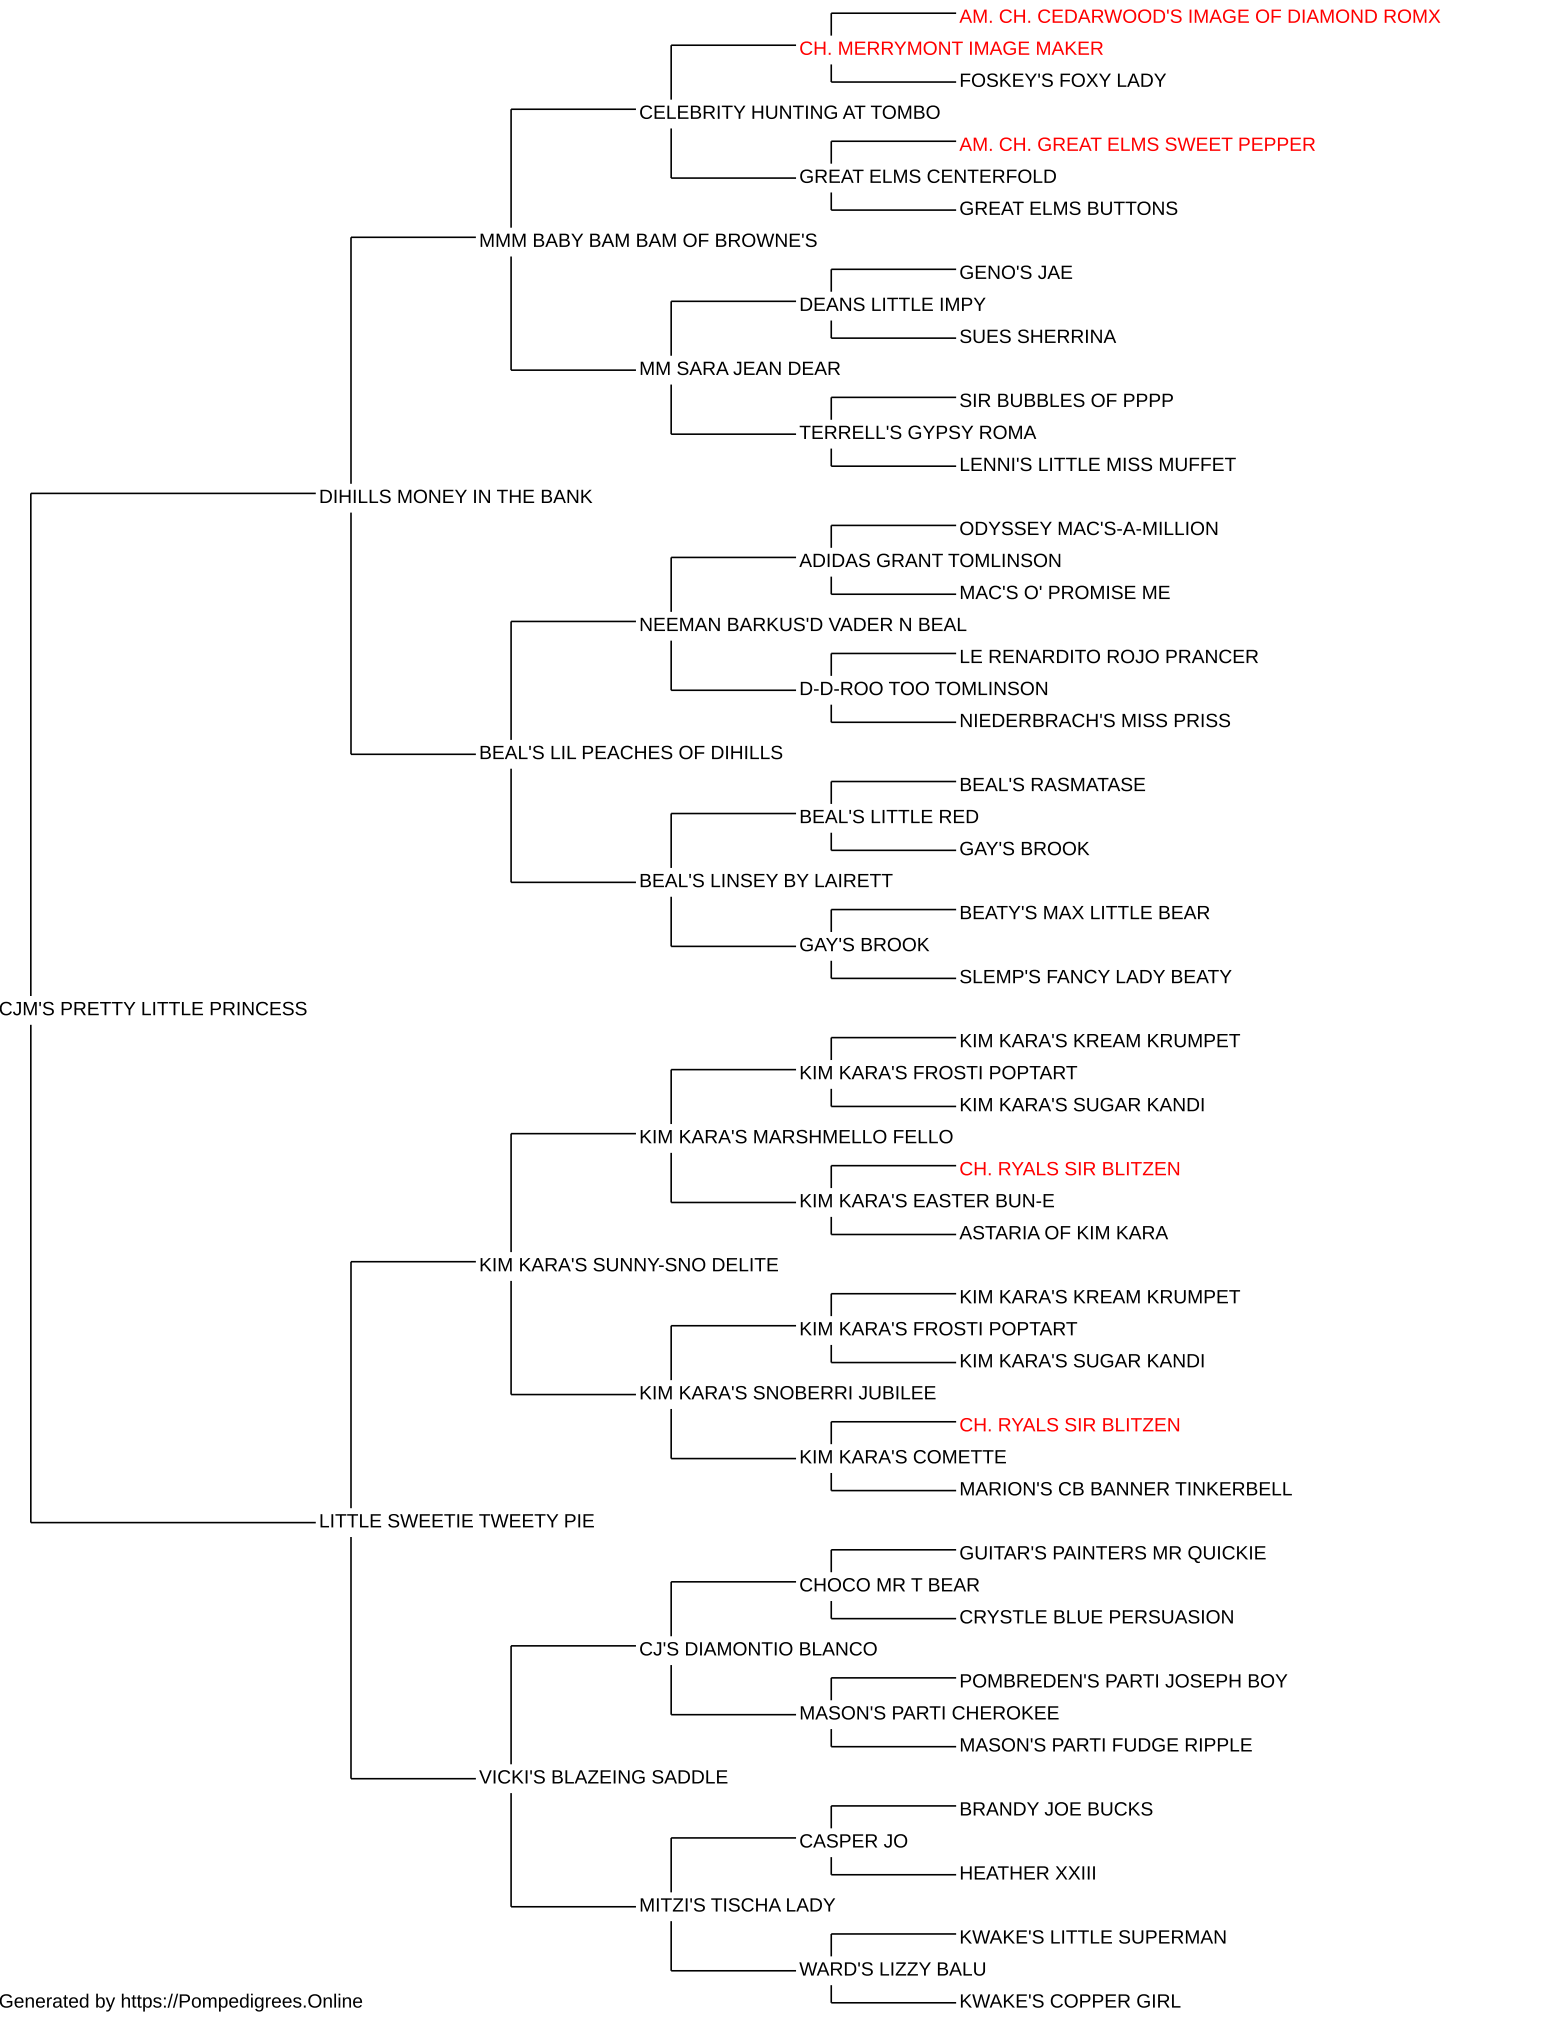 AM. CH. CEDARWOOD'S IMAGE OF DIAMOND ROMX
CH. MERRYMONT IMAGE MAKER
FOSKEY'S FOXY LADY
CELEBRITY HUNTING AT TOMBO
AM. CH. GREAT ELMS SWEET PEPPER
GREAT ELMS CENTERFOLD
GREAT ELMS BUTTONS
MMM BABY BAM BAM OF BROWNE'S
GENO'S JAE
DEANS LITTLE IMPY
SUES SHERRINA
MM SARA JEAN DEAR
SIR BUBBLES OF PPPP
TERRELL'S GYPSY ROMA
LENNI'S LITTLE MISS MUFFET
DIHILLS MONEY IN THE BANK
ODYSSEY MAC'S-A-MILLION
ADIDAS GRANT TOMLINSON
MAC'S O' PROMISE ME
NEEMAN BARKUS'D VADER N BEAL
LE RENARDITO ROJO PRANCER
D-D-ROO TOO TOMLINSON
NIEDERBRACH'S MISS PRISS
BEAL'S LIL PEACHES OF DIHILLS
BEAL'S RASMATASE
BEAL'S LITTLE RED
GAY'S BROOK
BEAL'S LINSEY BY LAIRETT
BEATY'S MAX LITTLE BEAR
GAY'S BROOK
SLEMP'S FANCY LADY BEATY
CJM'S PRETTY LITTLE PRINCESS
KIM KARA'S KREAM KRUMPET
KIM KARA'S FROSTI POPTART
KIM KARA'S SUGAR KANDI
KIM KARA'S MARSHMELLO FELLO
CH. RYALS SIR BLITZEN
KIM KARA'S EASTER BUN-E
ASTARIA OF KIM KARA
KIM KARA'S SUNNY-SNO DELITE
KIM KARA'S KREAM KRUMPET
KIM KARA'S FROSTI POPTART
KIM KARA'S SUGAR KANDI
KIM KARA'S SNOBERRI JUBILEE
CH. RYALS SIR BLITZEN
KIM KARA'S COMETTE
MARION'S CB BANNER TINKERBELL
LITTLE SWEETIE TWEETY PIE
GUITAR'S PAINTERS MR QUICKIE
CHOCO MR T BEAR
CRYSTLE BLUE PERSUASION
CJ'S DIAMONTIO BLANCO
POMBREDEN'S PARTI JOSEPH BOY
MASON'S PARTI CHEROKEE
MASON'S PARTI FUDGE RIPPLE
VICKI'S BLAZEING SADDLE
BRANDY JOE BUCKS
CASPER JO
HEATHER XXIII
MITZI'S TISCHA LADY
KWAKE'S LITTLE SUPERMAN
WARD'S LIZZY BALU
KWAKE'S COPPER GIRL
Generated by https://Pompedigrees.Online